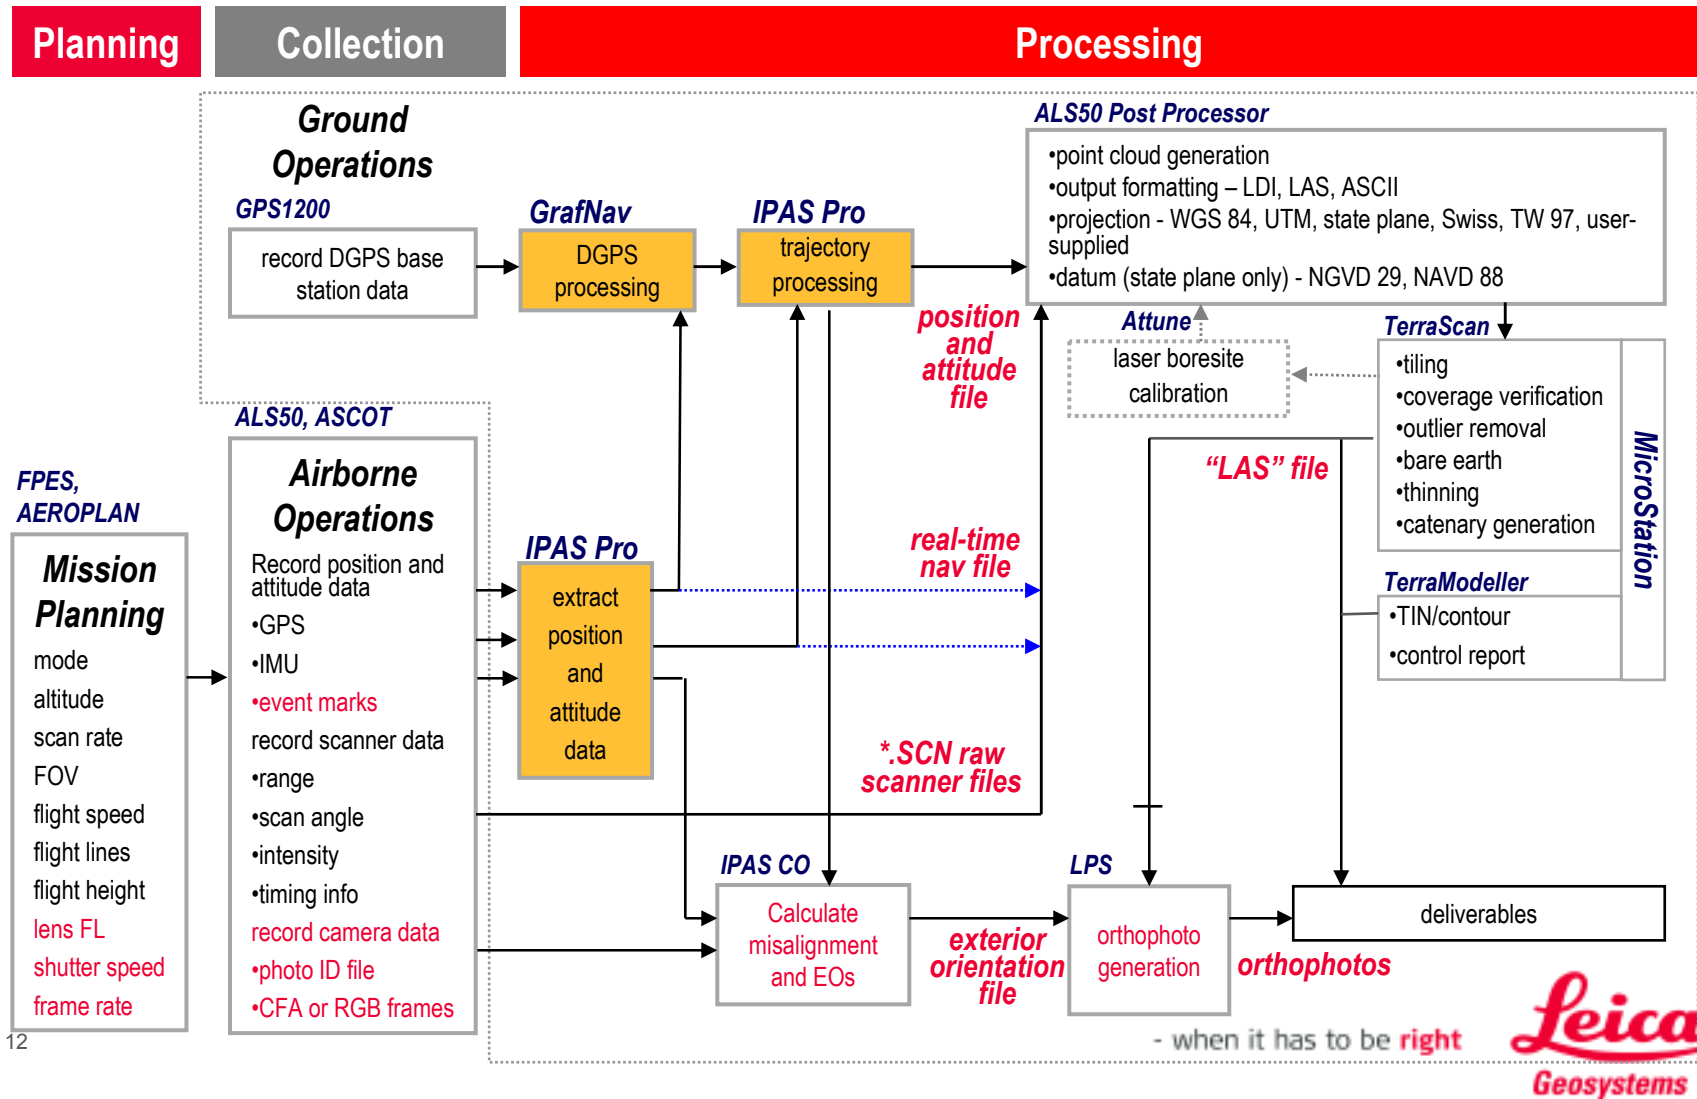 Planning
Collection
Processing
Ground
Operations
GPS1200
record DGPS base
station data
GrafNav
DGPS
processing
IPAS Pro
trajectory
processing
position
and
attitude
file
ALS50 Post Processor
•point cloud generation
•output formatting – LDI, LAS, ASCII
•projection - WGS 84, UTM, state plane, Swiss, TW 97, user-
supplied
•datum (state plane only) - NGVD 29, NAVD 88
Attune
laser boresite
calibration
TerraScan
•tiling
•coverage verification
•outlier removal
•bare earth
•thinning
•catenary generation
MicroStation
"LAS" file
TerraModeller
•TIN/contour
•control report
FPES,
AEROPLAN
Mission
Planning
mode
altitude
scan rate
FOV
flight speed
flight lines
flight height
lens FL
shutter speed
frame rate
ALS50, ASCOT
Airborne
Operations
Record position and
attitude data
•GPS
•IMU
•event marks
record scanner data
•range
•scan angle
•intensity
•timing info
record camera data
•photo ID file
•CFA or RGB frames
IPAS Pro
extract
position
and
attitude
data
real-time
nav file
*.SCN raw
scanner files
IPAS CO
Calculate
misalignment
and EOs
exterior
orientation
file
LPS
orthophoto
generation
orthophotos
deliverables
12
- when it has to be right
Leica
Geosystems